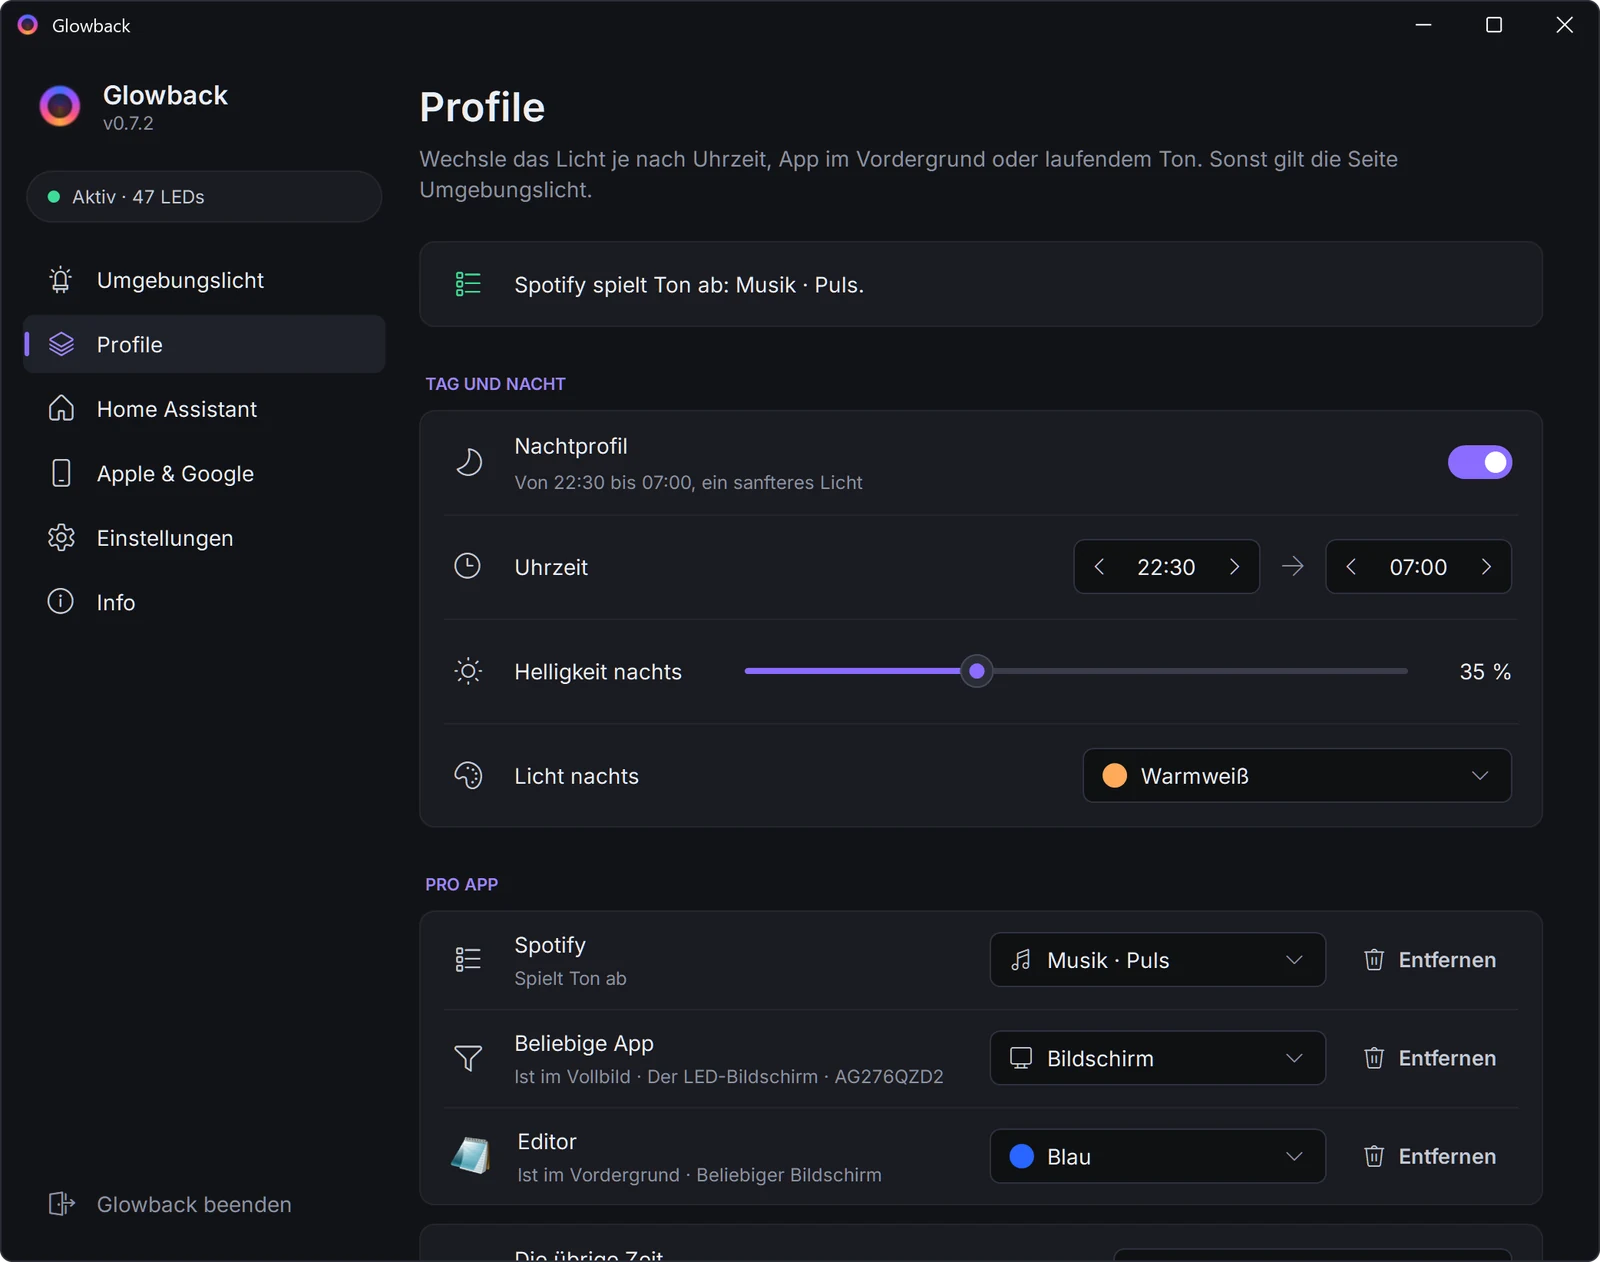 Glowback
Glowback
v0.7.2
Aktiv · 47 LEDs
Umgebungslicht
Profile
Home Assistant
Apple & Google
Einstellungen
Info
Glowback beenden
Profile
Wechsle das Licht je nach Uhrzeit, App im Vordergrund oder laufendem Ton. Sonst gilt die Seite
Umgebungslicht.
Spotify spielt Ton ab: Musik · Puls.
TAG UND NACHT
Nachtprofil
Von 22:30 bis 07:00, ein sanfteres Licht
Uhrzeit
22:30
07:00
Helligkeit nachts
35 %
Licht nachts
Warmweiß
PRO APP
Spotify
Spielt Ton ab
Musik · Puls
Entfernen
Beliebige App
Ist im Vollbild · Der LED-Bildschirm · AG276QZD2
Bildschirm
Entfernen
Editor
Ist im Vordergrund · Beliebiger Bildschirm
Blau
Entfernen
Die übrige Zeit